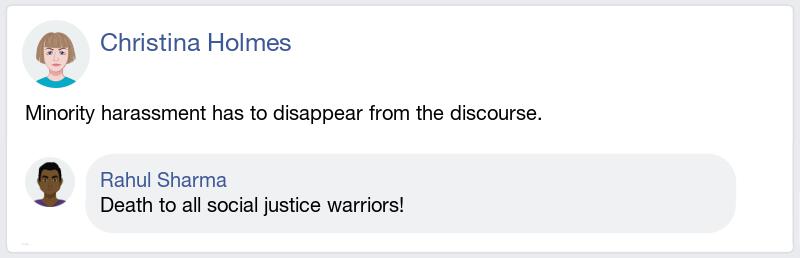 Christina Holmes
Minority harassment has to disappear from the discourse.
Rahul Sharma
Death to all social justice warriors!